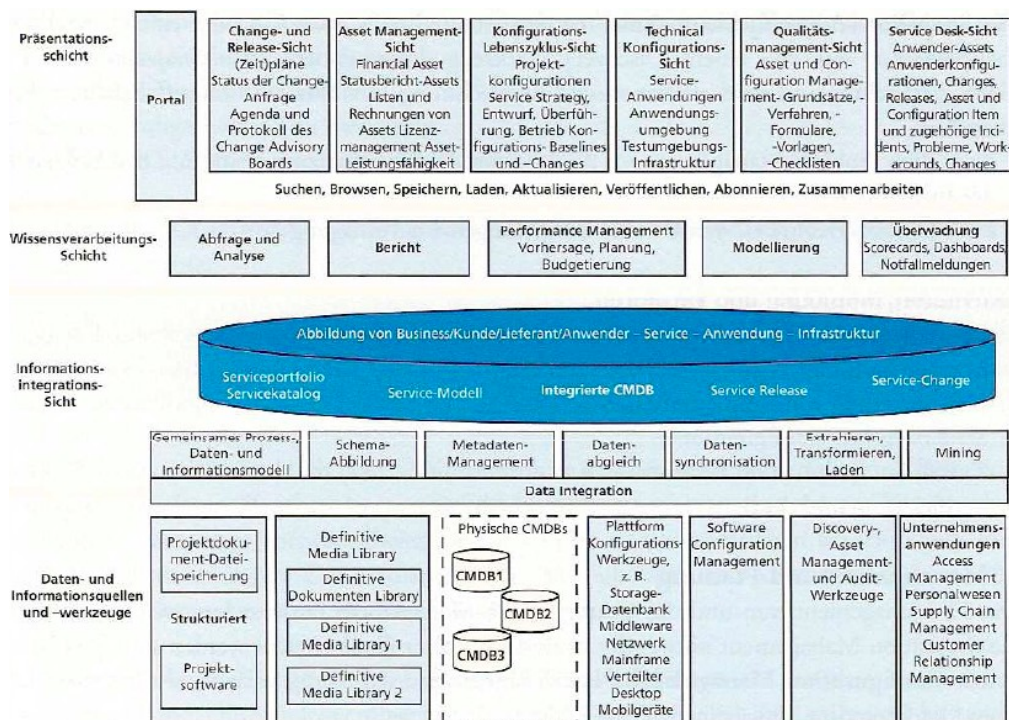 Präsentations-
schicht
Portal
Change- und
Release-Sicht
(Zeit)pläne
Status der Change-
Anfrage
Agenda und
Protokoll des
Change Advisory
Boards
Asset Management-
Sicht
Financial Asset
Statusbericht-Assets
Listen und
Rechnungen von
Assets Lizenz-
management Asset-
Leistungsfähigkeit
Konfigurations-
Lebenszyklus-Sicht
Projekt-
konfigurationen
Service Strategy,
Entwurf, Überfüh-
rung, Betrieb Kon-
figurations- Baselines
und –Changes
Technical
Konfigurations-
Sicht
Service-
Anwendungen
Anwendungs-
umgebung
Testumgebungs-
Infrastruktur
Qualitäts-
management-Sicht
Asset und Con-
figuration Manage-
ment- Grundsätze, -
Verfahren, -
Formulare,
-Vorlagen,
-Checklisten
Service Desk-Sicht
Anwender-Assets
Anwenderkonfigu-
rationen, Changes,
Releases, Asset und
Configuration Item
und zugehörige Inci-
dents, Probleme, Work-
arounds, Changes
Suchen, Browsen, Speichern, Laden, Aktualisieren, Veröffentlichen, Abonnieren, Zusammenarbeiten
Wissensverarbeitungs-
Schicht
Abfrage und
Analyse
Bericht
Performance Management
Vorhersage, Planung,
Budgetierung
Modellierung
Überwachung
Scorecards, Dashboards,
Notfallmeldungen
Informations-
integrations-
Sicht
Abbildung von Business/Kunde/Lieferant/Anwender – Service – Anwendung – Infrastruktur
Serviceportfolio
Servicekatalog
Service-Modell
Integrierte CMDB
Service Release
Service-Change
Gemeinsames Prozess-,
Daten- und
Informationsmodell
Schema-
Abbildung
Metadaten-
Management
Daten-
abgleich
Daten-
synchronisation
Extrahieren,
Transformieren,
Laden
Mining
Data Integration
Daten- und
Informationsquellen
und –werkzeuge
Projektdoku-
ment-Datei-
speicherung
Strukturiert
Projekt-
software
Definitive
Media Library
Definitive
Dokumenten Library
Definitive
Media Library 1
Definitive
Media Library 2
Physische CMDBs
CMDB1
CMDB2
CMDB3
Plattform
Konfigurations-
Werkzeuge,
z. B.
Storage-
Datenbank
Middleware
Netzwerk
Mainframe
Verteilter
Desktop
Mobilgeräte
Software
Configuration
Management
Discovery-,
Asset
Management-
und Audit-
Werkzeuge
Unternehmens-
anwendungen
Access
Management
Personalwesen
Supply Chain
Management
Customer
Relationship
Management